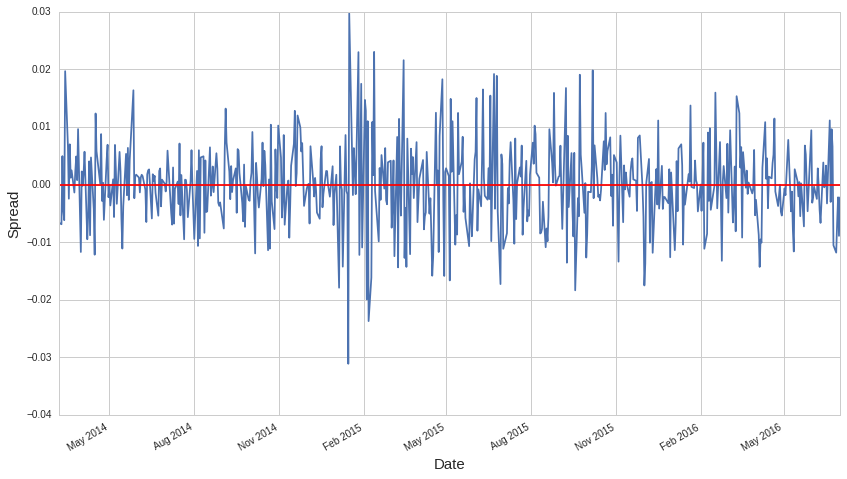 0.03
0.02
0.01
0.00
−0.01
−0.02
−0.03
−0.04
Spread
May 2014
Aug 2014
Nov 2014
Feb 2015
May 2015
Aug 2015
Nov 2015
Feb 2016
May 2016
Date